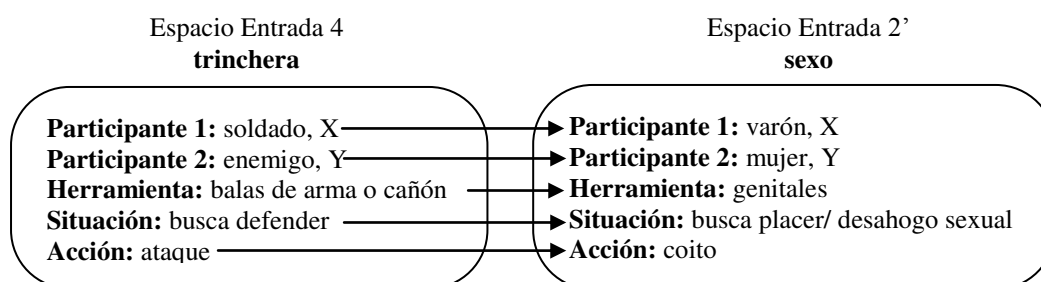 Espacio Entrada 4
trinchera
Participante 1: soldado, X
Participante 2: enemigo, Y
Herramienta: balas de arma o cañón
Situación: busca defender
Acción: ataque
Espacio Entrada 2’
sexo
Participante 1: varón, X
Participante 2: mujer, Y
Herramienta: genitales
Situación: busca placer/ desahogo sexual
Acción: coito